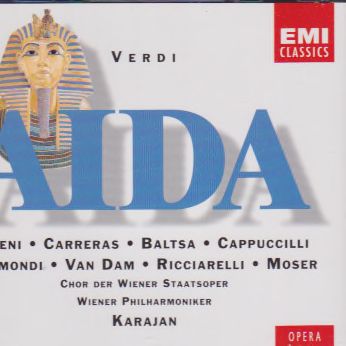 EMI
CLASSICS
VERDI
AIDA
ENI • CARRERAS • BALTSA • CAPPUCCILLI
MONDI • VAN DAM • RICCIARELLI • MOSER
CHOR DER WIENER STAATSOPER
WIENER PHILHARMONIKER
KARAJAN
OPERA